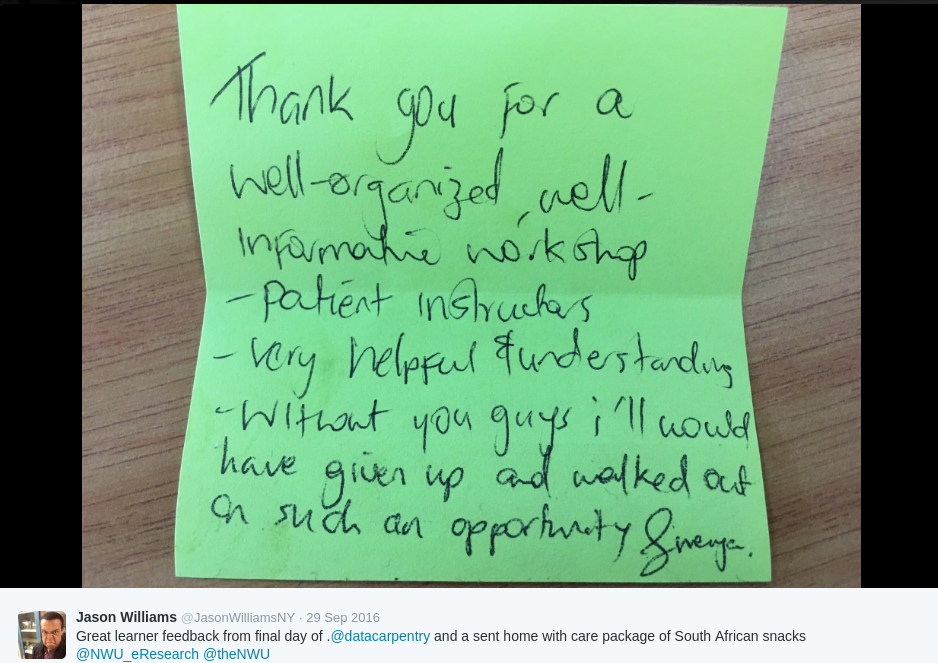 Thank you for a
well-organized, well-
informative workshop
- Patient instructors
- Very helpful & understanding
- Without you guys i'll would
have given up and walked out
on such an opportunity
Jason Williams @JasonWilliamsNY · 29 Sep 2016
Great learner feedback from final day of .@datacarpentry and a sent home with care package of South African snacks
@NWU_eResearch @theNWU